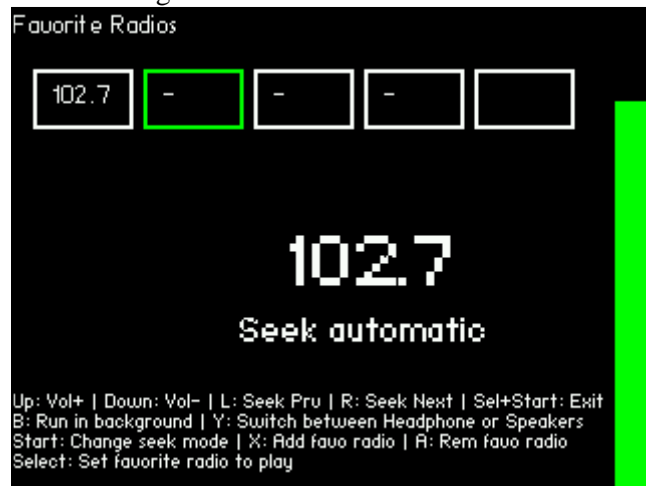 Favorite Radios
102.7 - - -
102.7
Seek automatic
Up: Vol+ | Down: Vol- | L: Seek Prv | R: Seek Next | Sel+Start: Exit
B: Run in background | Y: Switch between Headphone or Speakers
Start: Change seek mode | X: Add favo radio | A: Rem favo radio
Select: Set favorite radio to play